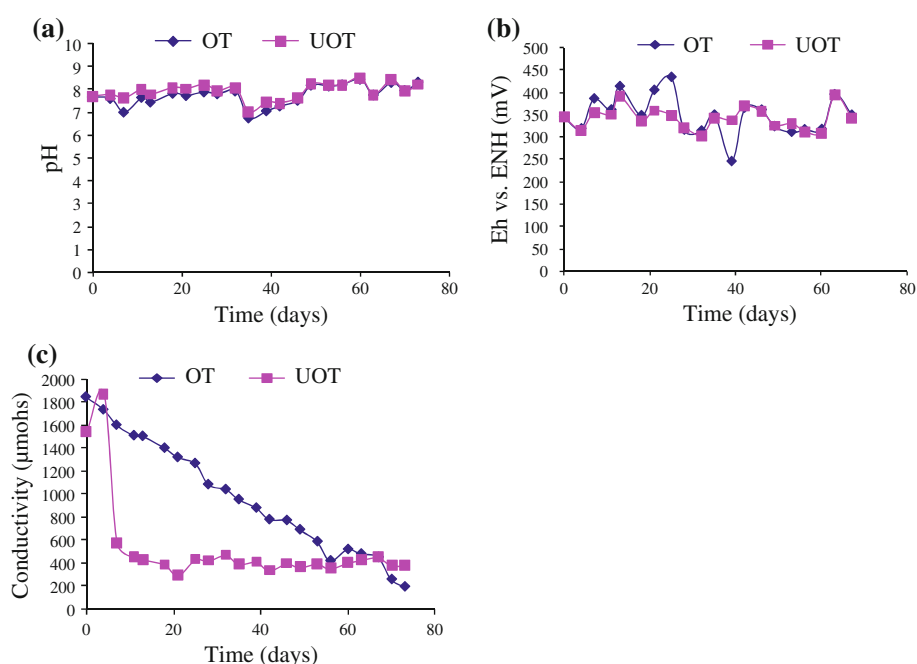 (a)
OT UOT
10
9
8
7
6
5
4
3
2
1
0
pH
0 20 40 60 80
Time (days)
(b)
OT UOT
500
450
400
350
300
250
200
150
100
50
0
Eh vs. ENH (mV)
0 20 40 60 80
Time (days)
(c)
OT UOT
2000
1800
1600
1400
1200
1000
800
600
400
200
0
Conductivity (µmohs)
0 20 40 60 80
Time (days)